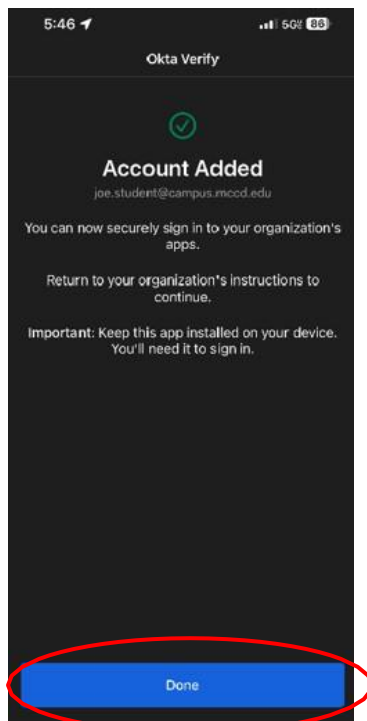 5:46
5G 86
Okta Verify
Account Added
joe.student@campus.mccd.edu
You can now securely sign in to your organization's
apps.
Return to your organization's instructions to
continue.
Important: Keep this app installed on your device.
You'll need it to sign in.
Done